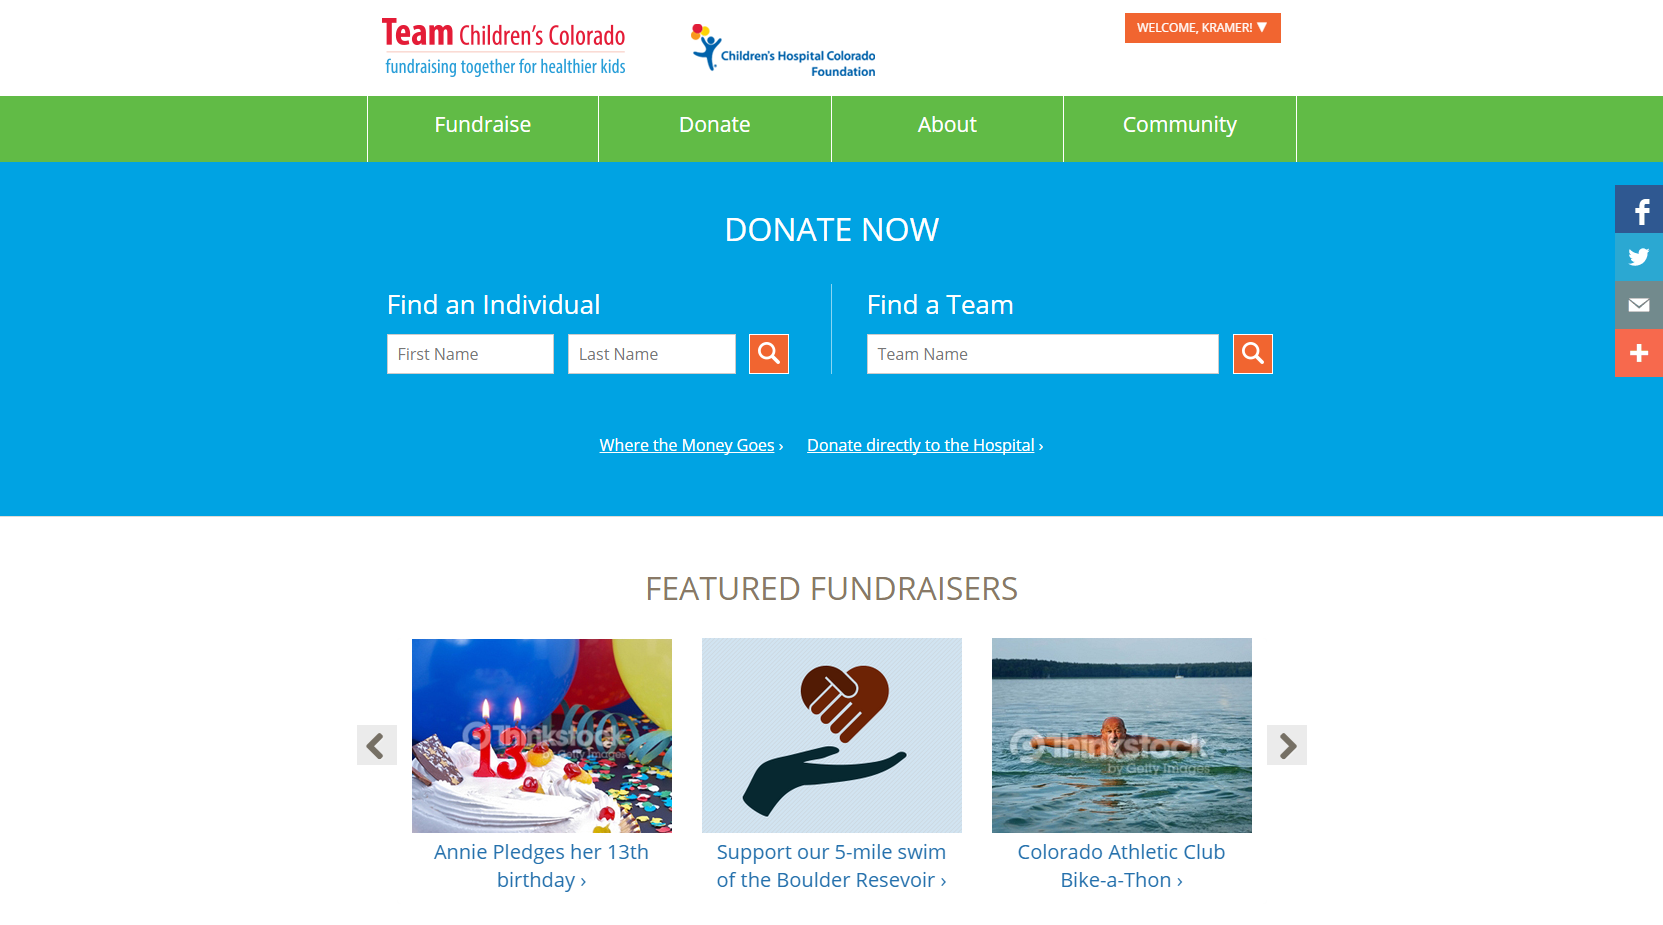 Team Children's Colorado
fundraising together for healthier kids
Children's Hospital Colorado
Foundation
WELCOME, KRAMER! ▼
Fundraise
Donate
About
Community
DONATE NOW
Find an Individual
First Name
Last Name
Find a Team
Team Name
Where the Money Goes ›
Donate directly to the Hospital ›
FEATURED FUNDRAISERS
13
Thinkstock
by Getty Images
Thinkstock
by Getty Images
Annie Pledges her 13th
birthday ›
Support our 5-mile swim
of the Boulder Resevoir ›
Colorado Athletic Club
Bike-a-Thon ›